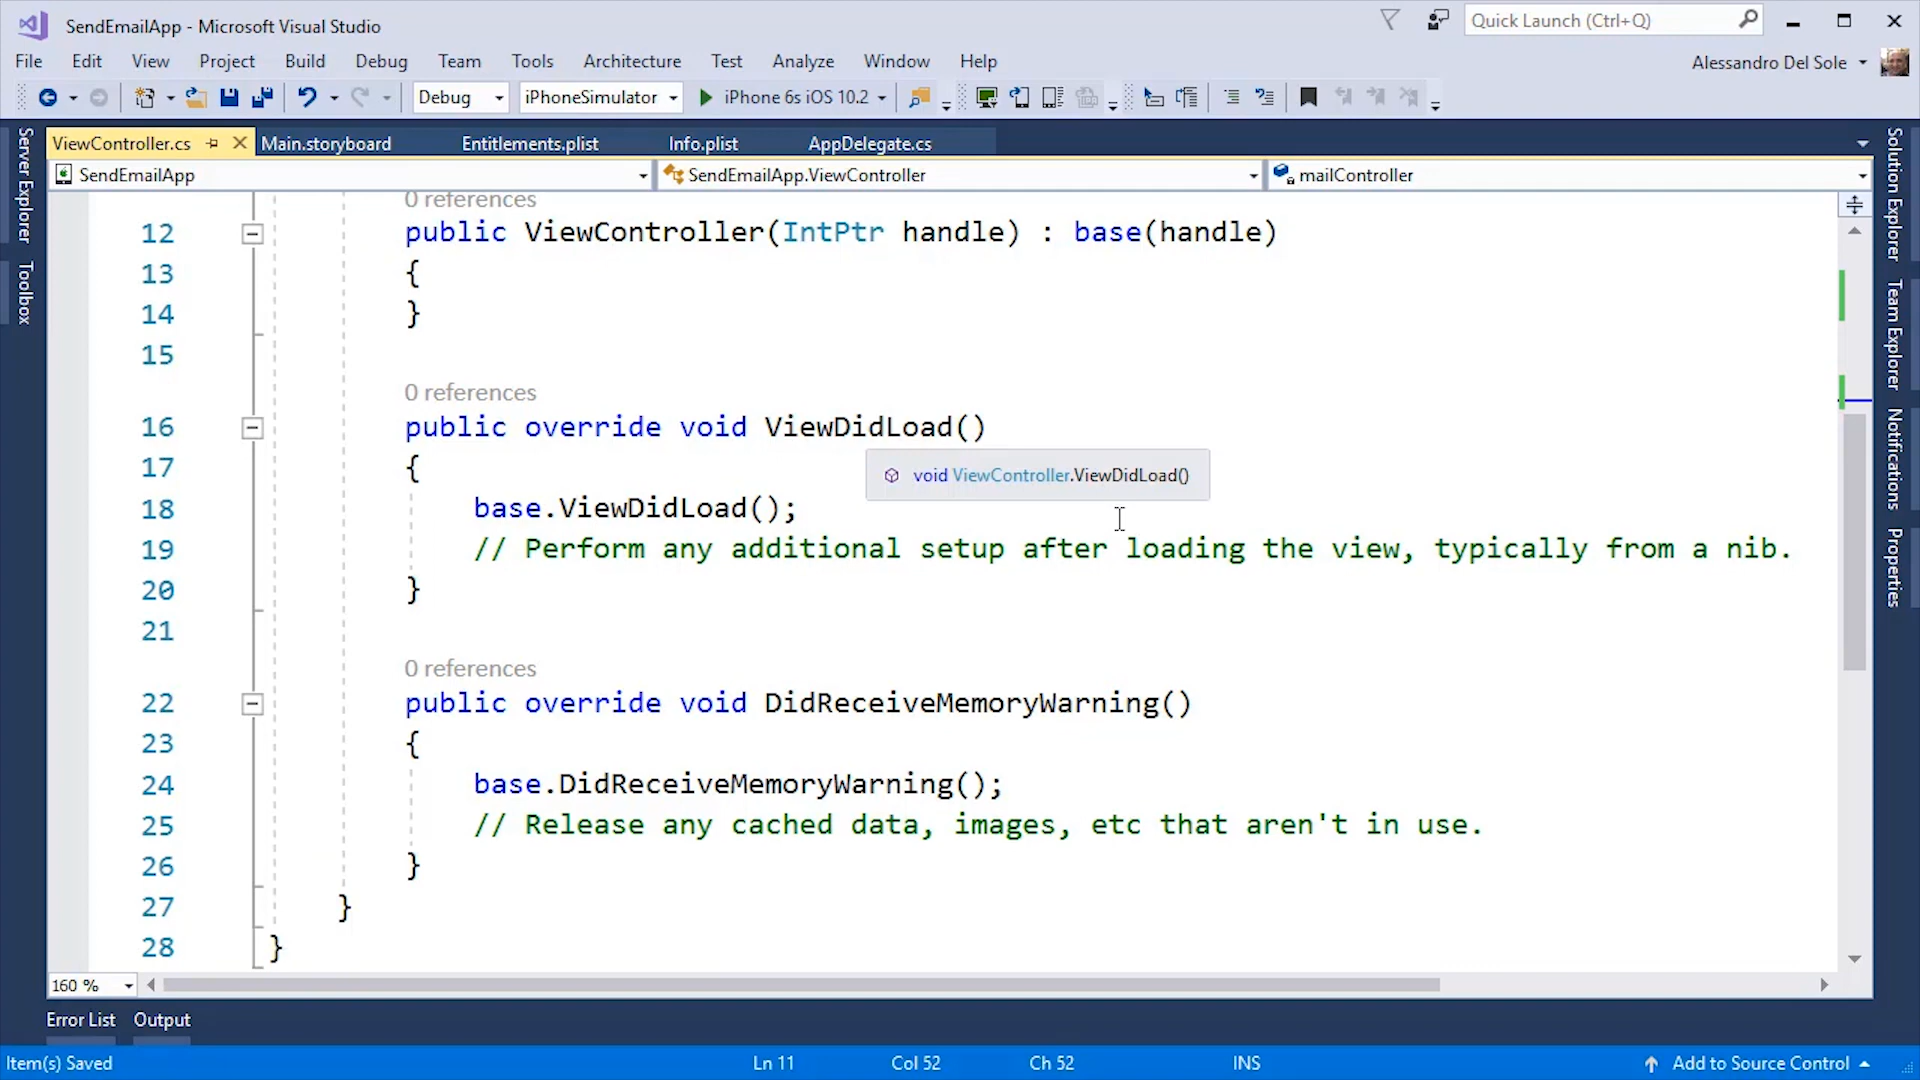 SendEmailApp - Microsoft Visual Studio
Quick Launch (Ctrl+Q)
File Edit View Project Build Debug Team Tools Architecture Test Analyze Window Help
Alessandro Del Sole
Debug iPhoneSimulator iPhone 6s iOS 10.2
ViewController.cs Main.storyboard Entitlements.plist Info.plist AppDelegate.cs
SendEmailApp SendEmailApp.ViewController mailController
Server Explorer
Toolbox
Solution Explorer
Team Explorer
Notifications
Properties
0 references
12 public ViewController(IntPtr handle) : base(handle)
13 {
14 }
15
0 references
16 public override void ViewDidLoad()
17 {
void ViewController.ViewDidLoad()
18 base.ViewDidLoad();
19 // Perform any additional setup after loading the view, typically from a nib.
20 }
21
0 references
22 public override void DidReceiveMemoryWarning()
23 {
24 base.DidReceiveMemoryWarning();
25 // Release any cached data, images, etc that aren't in use.
26 }
27 }
28 }
160 %
Error List Output
Item(s) Saved Ln 11 Col 52 Ch 52 INS Add to Source Control